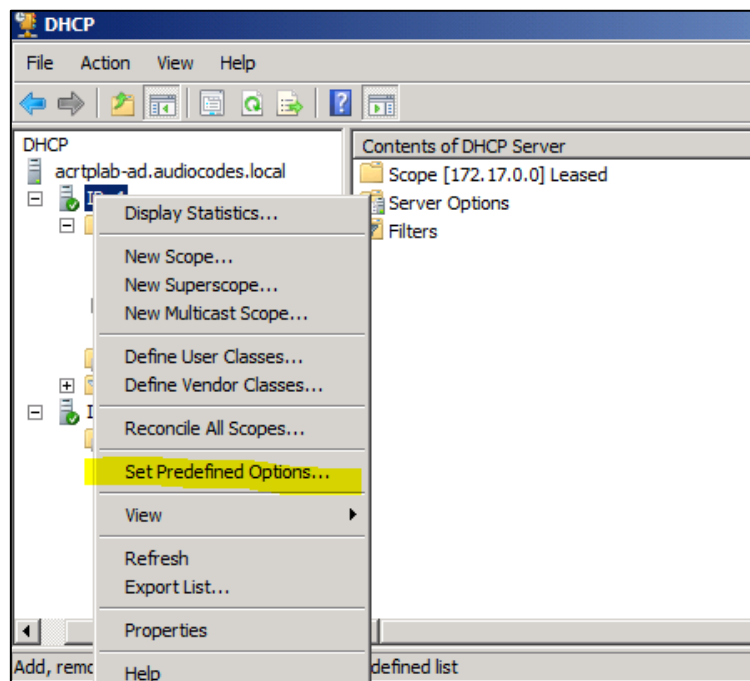 DHCP
File Action View Help
DHCP
acrtplab-ad.audiocodes.local
Contents of DHCP Server
Scope [172.17.0.0] Leased
Server Options
Filters
Display Statistics...
New Scope...
New Superscope...
New Multicast Scope...
Define User Classes...
Define Vendor Classes...
Reconcile All Scopes...
Set Predefined Options...
View
Refresh
Export List...
Properties
Help
Add, defined list